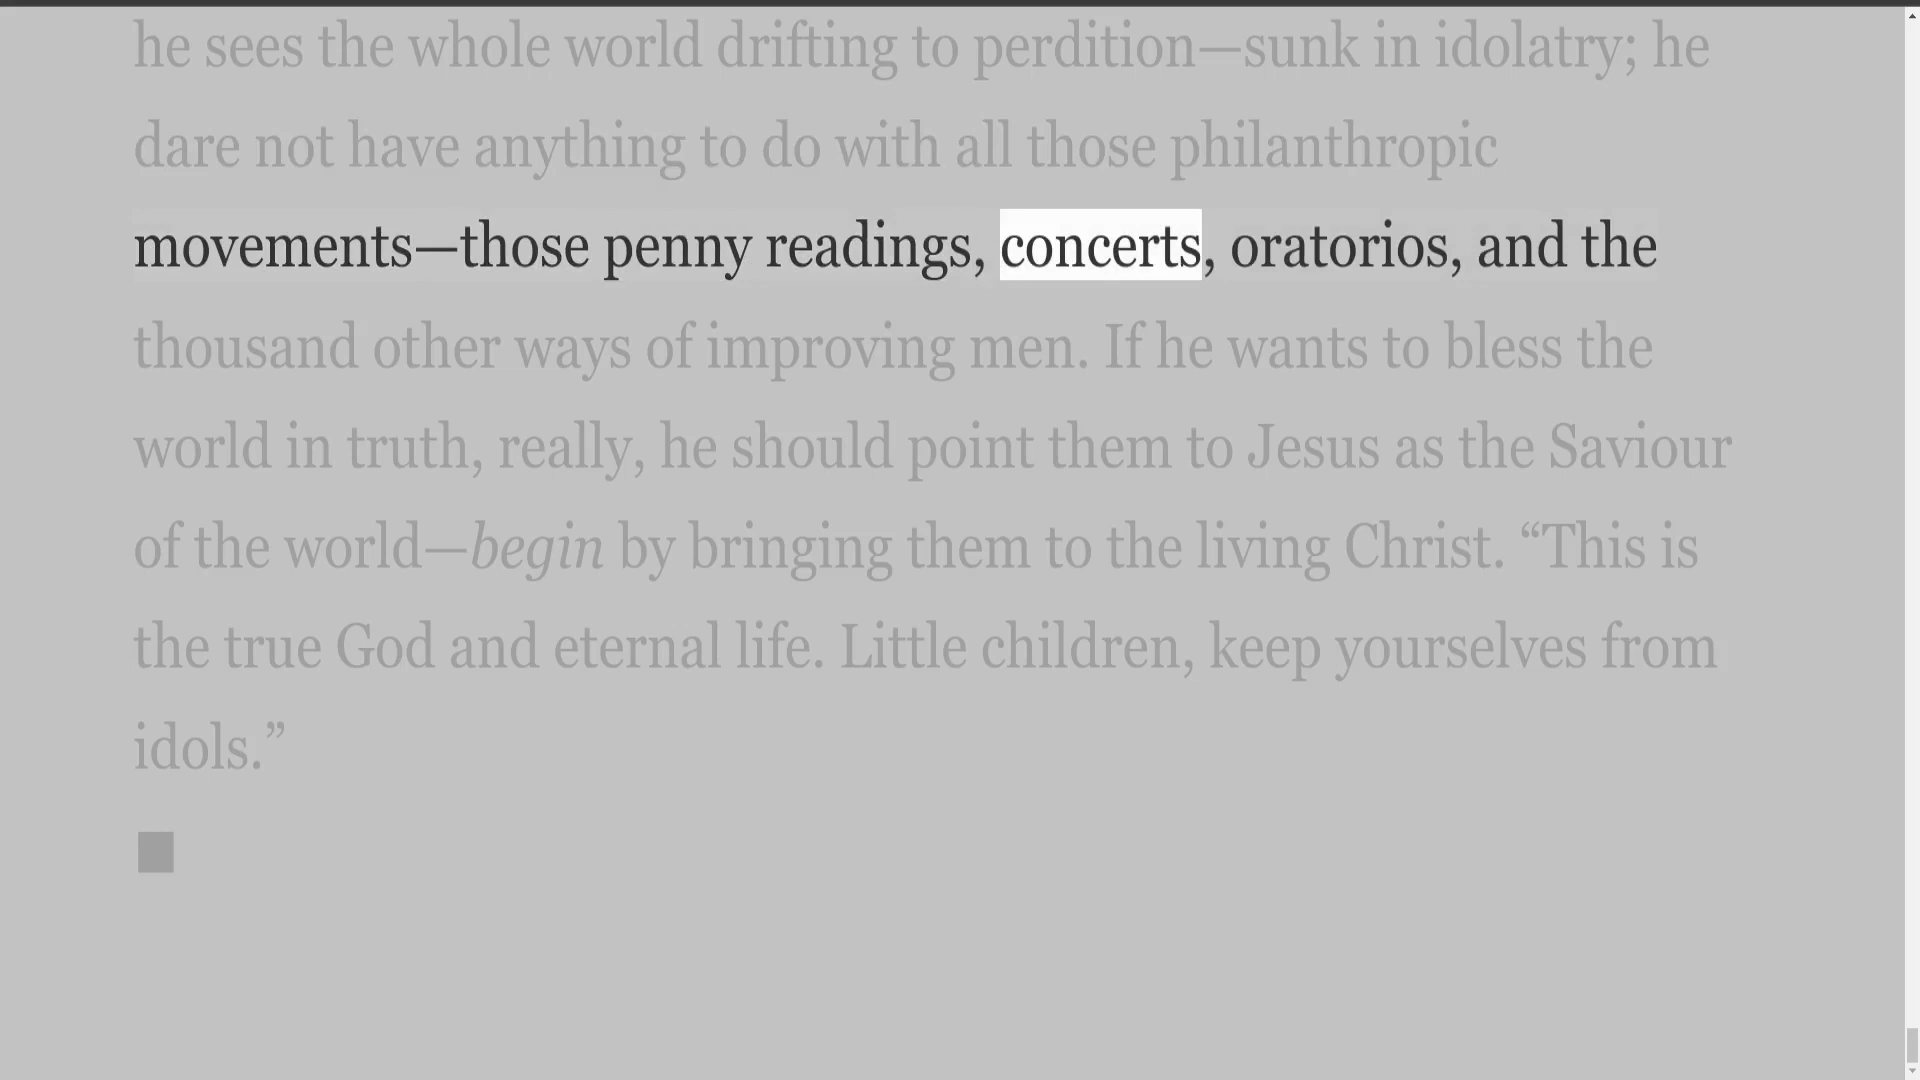 he sees the whole world drifting to perdition—sunk in idolatry; he
dare not have anything to do with all those philanthropic
movements—those penny readings, concerts, oratorios, and the
thousand other ways of improving men. If he wants to bless the
world in truth, really, he should point them to Jesus as the Saviour
of the world—begin by bringing them to the living Christ. “This is
the true God and eternal life. Little children, keep yourselves from
idols.”